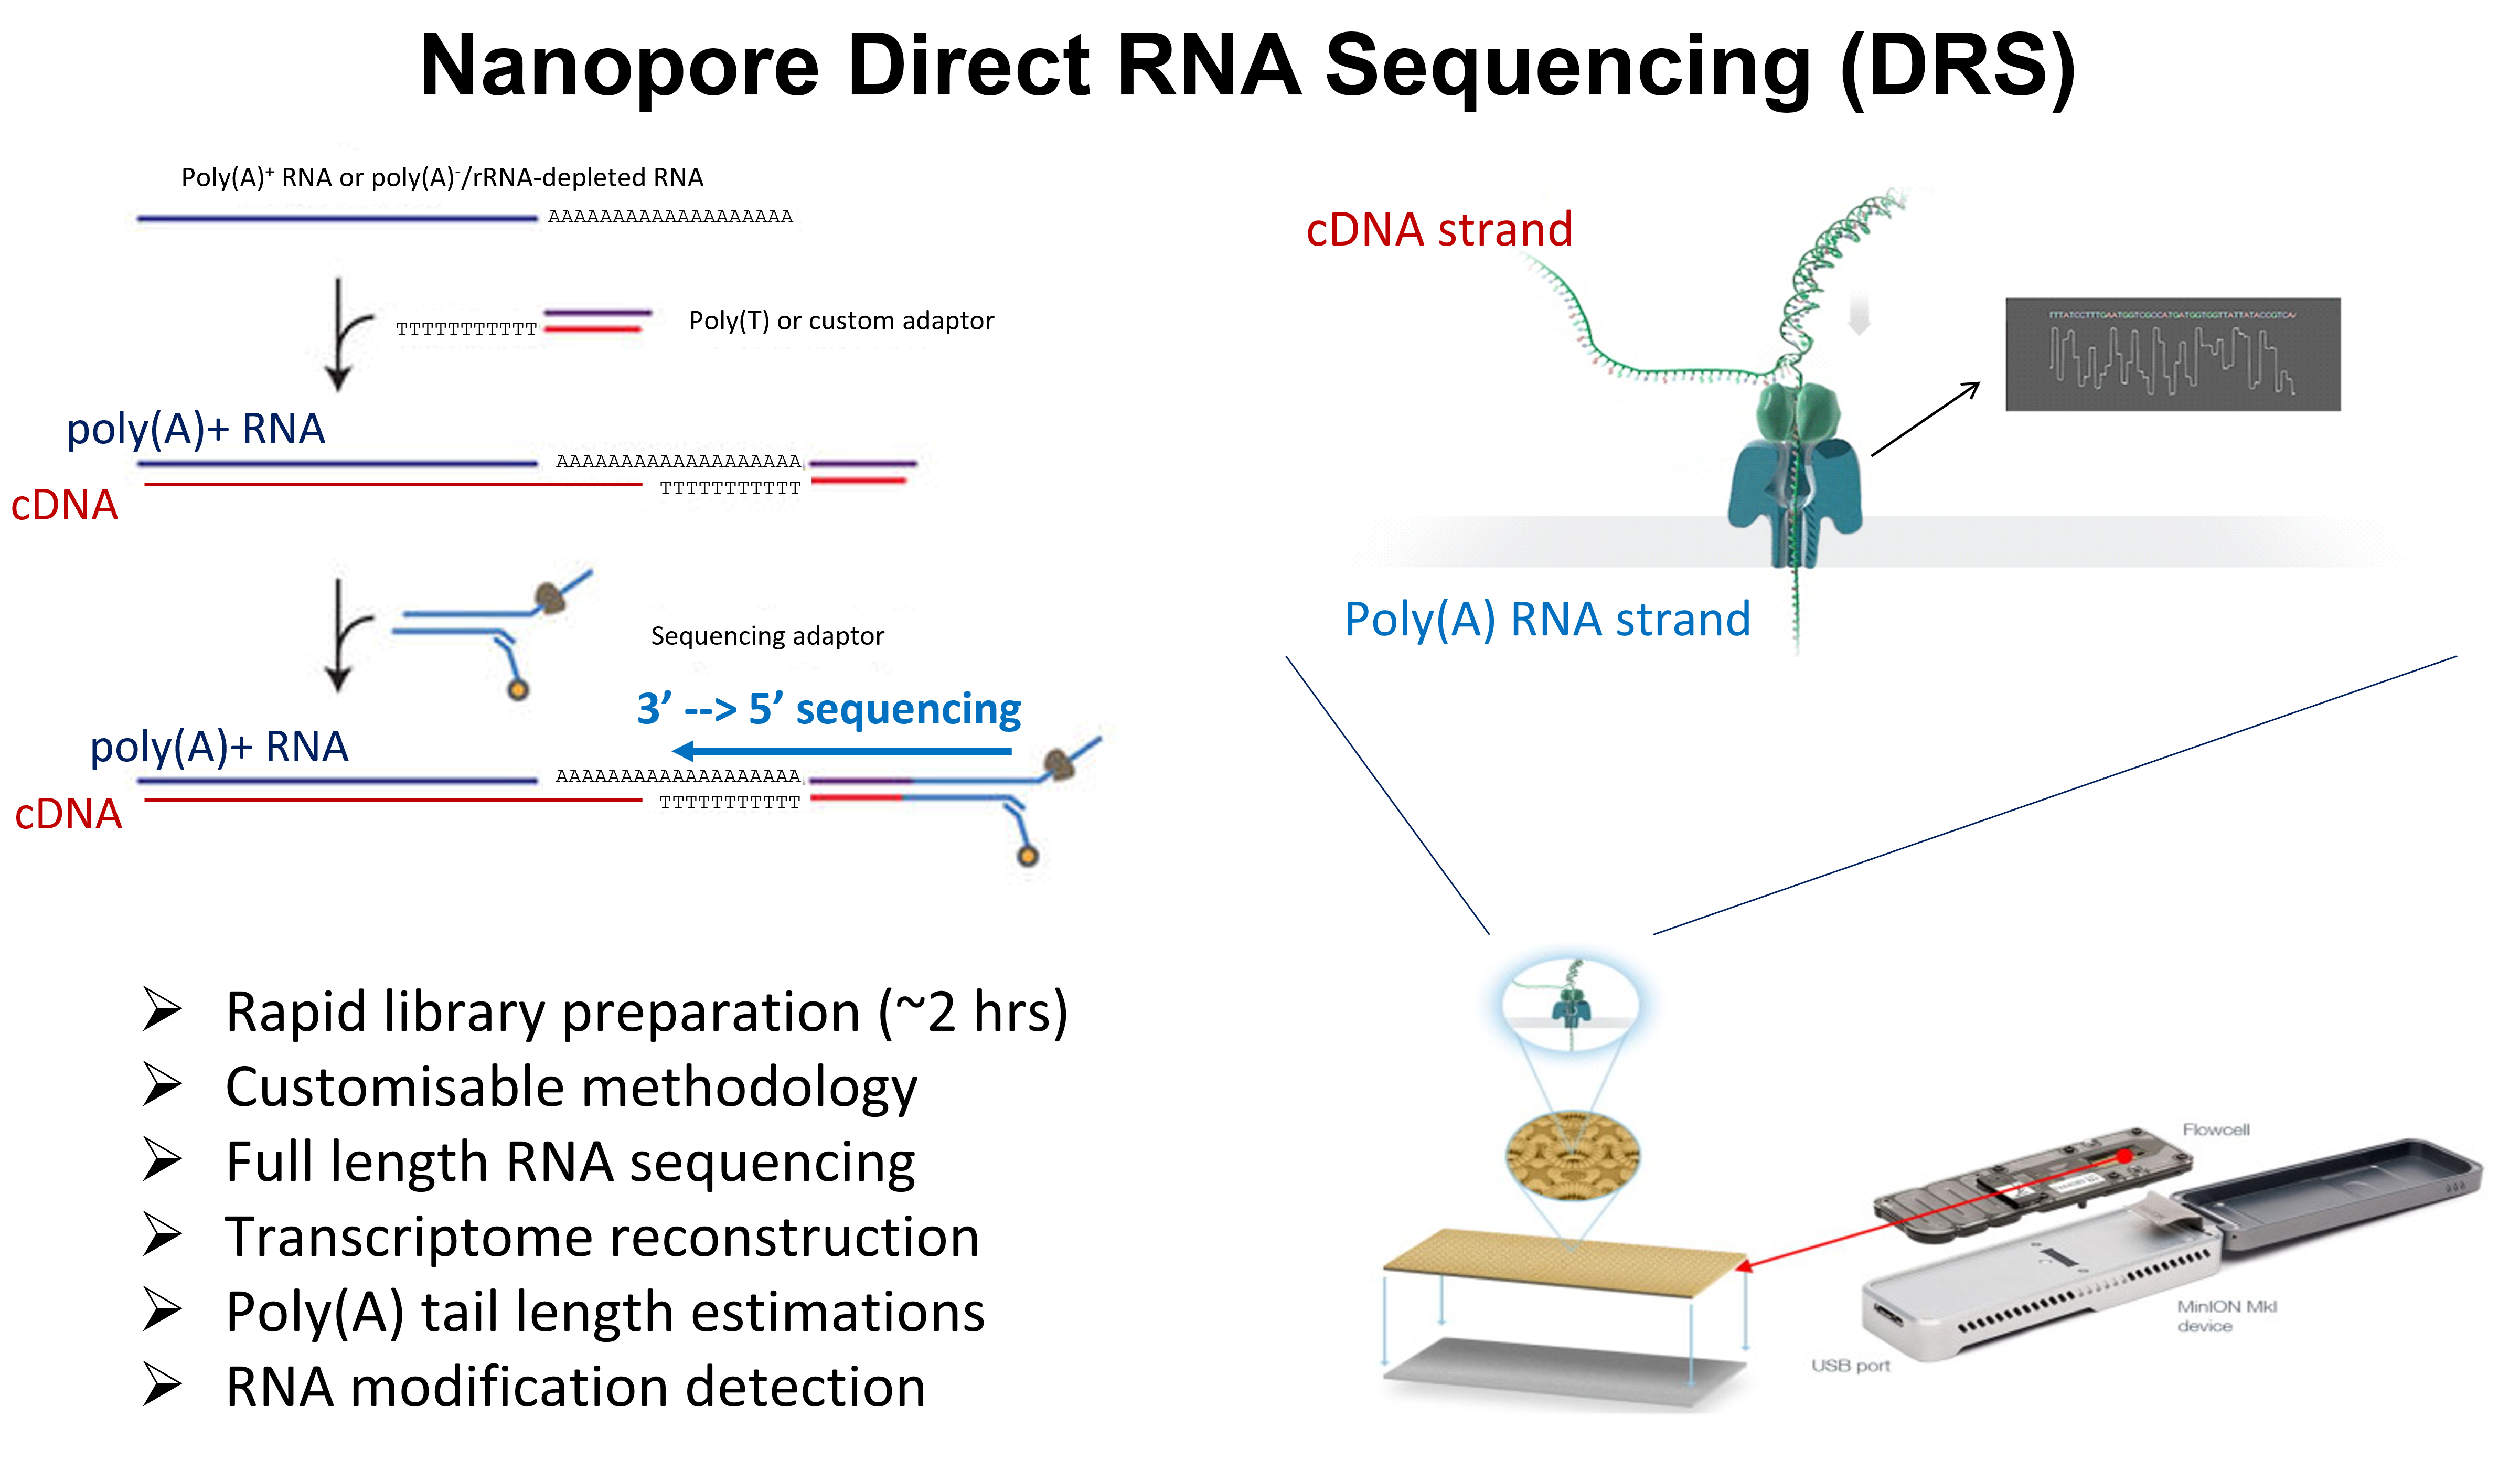 Nanopore Direct RNA Sequencing (DRS)
Poly(A)+ RNA or poly(A)-/rRNA-depleted RNA
AAAAAAAAAAAAAAAAAAA
TTTTTTTTTTT
Poly(T) or custom adaptor
poly(A)+ RNA
AAAAAAAAAAAAAAAAAAA
cDNA
TTTTTTTTTTT
Sequencing adaptor
3’ --> 5’ sequencing
poly(A)+ RNA
AAAAAAAAAAAAAAAAAAA
cDNA
TTTTTTTTTTT
➢ Rapid library preparation (~2 hrs)
➢ Customisable methodology
➢ Full length RNA sequencing
➢ Transcriptome reconstruction
➢ Poly(A) tail length estimations
➢ RNA modification detection
cDNA strand
Poly(A) RNA strand
Flowcell
MinION MkI
device
USB port